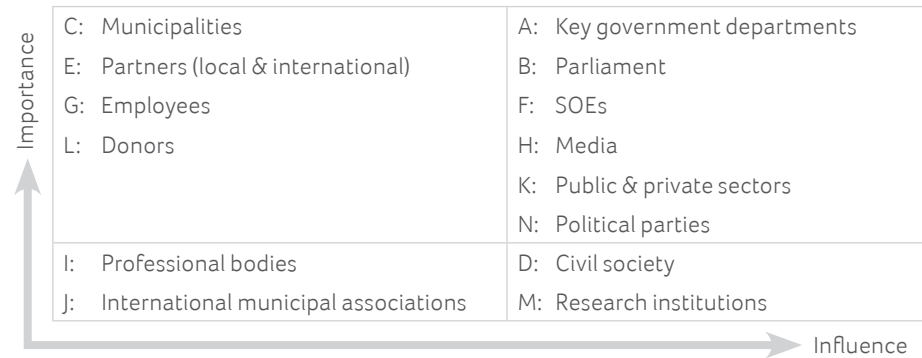 Importance
C: Municipalities
E: Partners (local & international)
G: Employees
L: Donors
A: Key government departments
B: Parliament
F: SOEs
H: Media
K: Public & private sectors
N: Political parties
I: Professional bodies
J: International municipal associations
D: Civil society
M: Research institutions
Influence